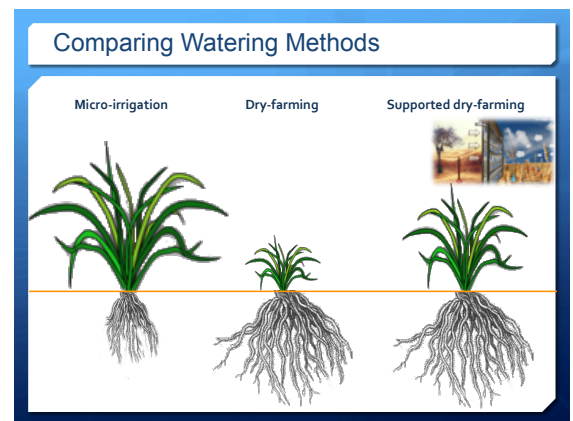 Comparing Watering Methods
Micro-irrigation
Dry-farming
Supported dry-farming